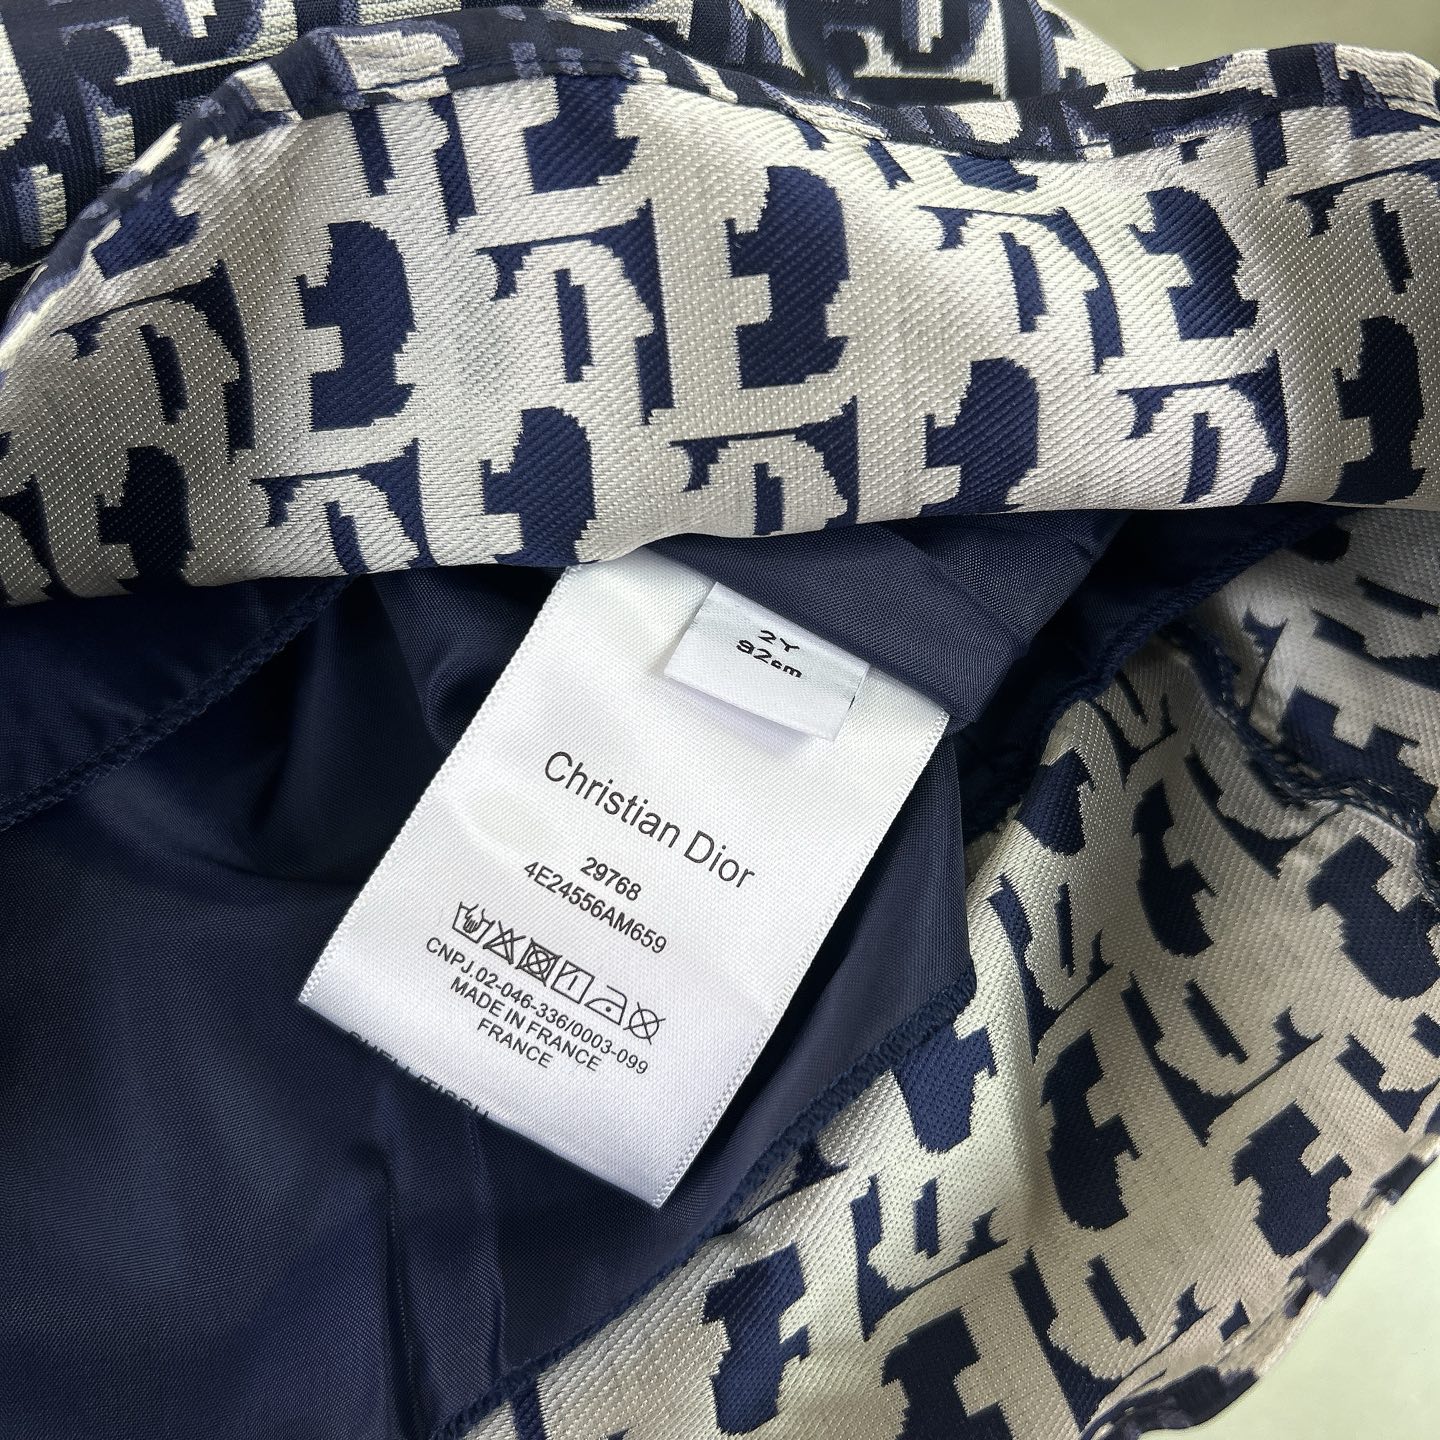 2Y
92cm
Christian Dior
29768
4E24556AM659
CNPJ.02-046-336/0003-099
MADE IN FRANCE
FRANCE